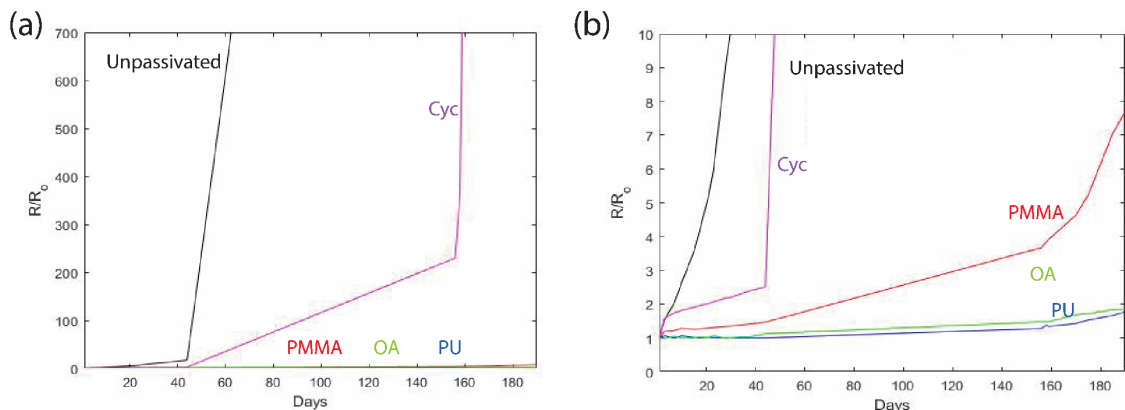 (a)
700
600
500
400
300
200
100
0
R/R₀
Unpassivated
Cyc
PMMA OA PU
20 40 60 80 100 120 140 160 180
Days
(b)
10
9
8
7
6
5
4
3
2
1
0
R/R₀
Unpassivated
Cyc
PMMA
OA
PU
20 40 60 80 100 120 140 160 180
Days